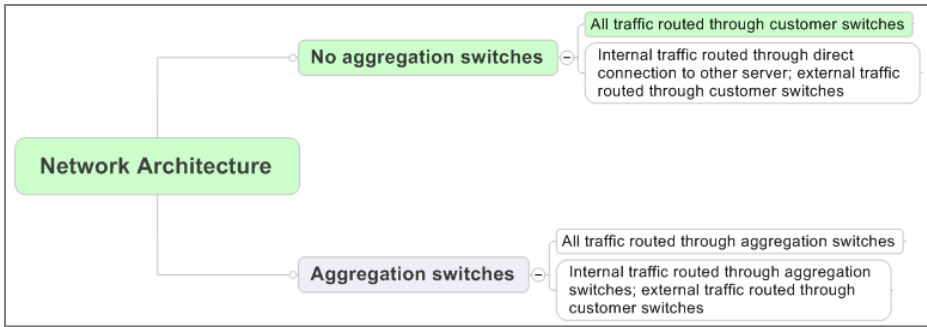 All traffic routed through customer switches
No aggregation switches
Internal traffic routed through direct
connection to other server; external traffic
routed through customer switches
Network Architecture
All traffic routed through aggregation switches
Aggregation switches
Internal traffic routed through aggregation
switches; external traffic routed through
customer switches